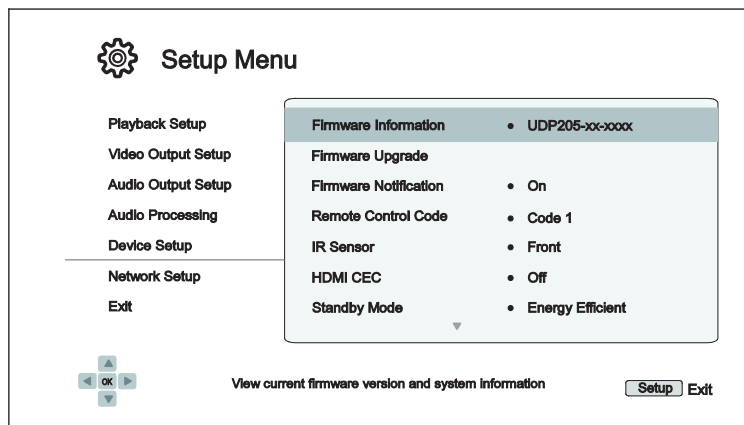 Setup Menu
Playback Setup
Video Output Setup
Audio Output Setup
Audio Processing
Device Setup
Network Setup
Exit
Firmware Information • UDP205-xx-xxxx
Firmware Upgrade
Firmware Notification • On
Remote Control Code • Code 1
IR Sensor • Front
HDMI CEC • Off
Standby Mode • Energy Efficient
OK
View current firmware version and system information
Setup Exit